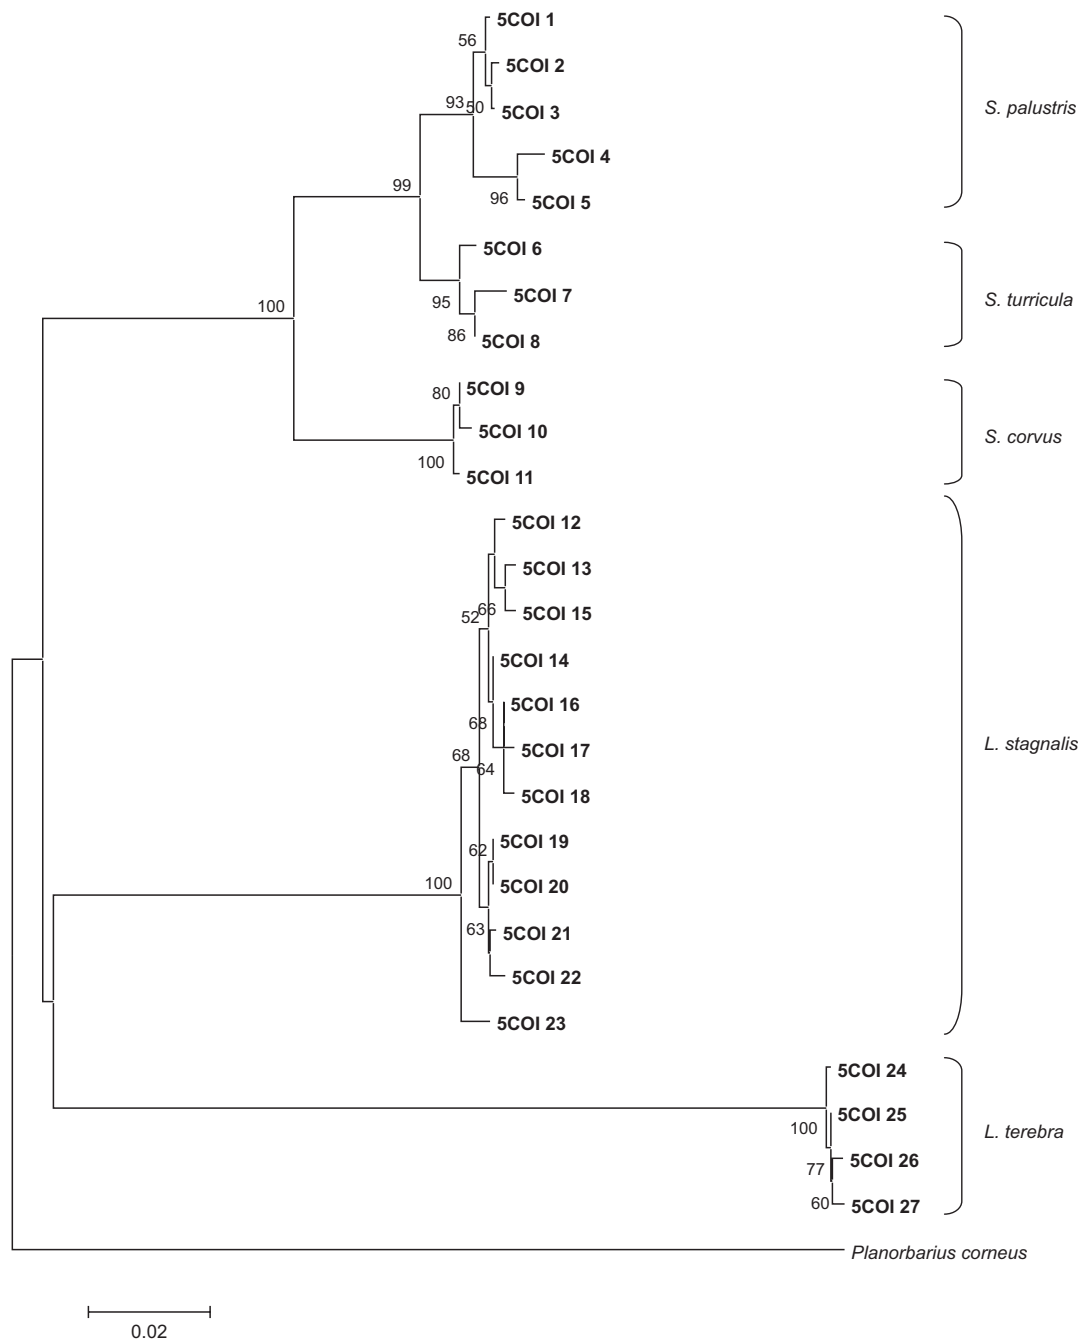 5COI 1
56
5COI 2
93
50
5COI 3
S. palustris
5COI 4
99
96
5COI 5
5COI 6
95
5COI 7
S. turricula
100
86
5COI 8
80
5COI 9
5COI 10
S. corvus
100
5COI 11
5COI 12
5COI 13
52
66
5COI 15
5COI 14
5COI 16
68
5COI 17
L. stagnalis
68
64
5COI 18
5COI 19
62
100
5COI 20
63
5COI 21
5COI 22
5COI 23
5COI 24
5COI 25
100
L. terebra
77
5COI 26
60
5COI 27
Planorbarius corneus
0.02